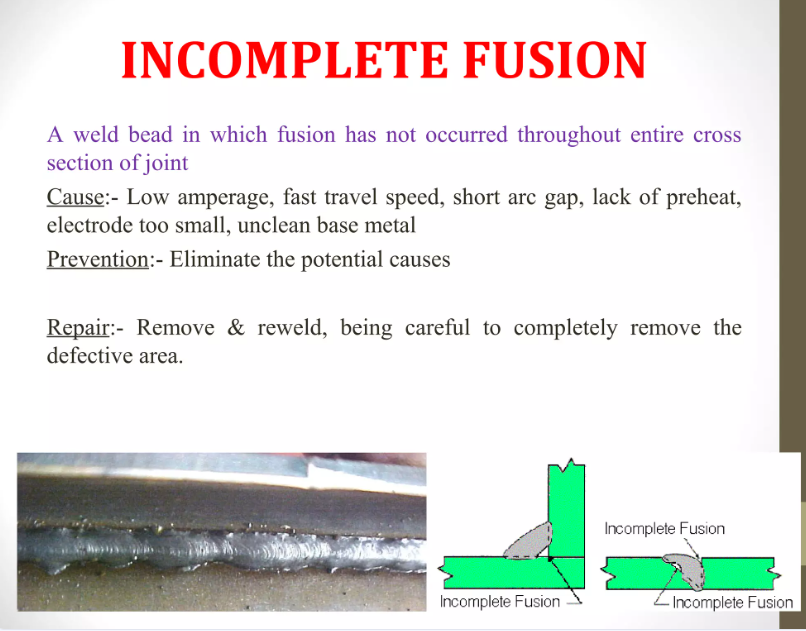 INCOMPLETE FUSION
A weld bead in which fusion has not occurred throughout entire cross
section of joint
Cause:- Low amperage, fast travel speed, short arc gap, lack of preheat,
electrode too small, unclean base metal
Prevention:- Eliminate the potential causes
Repair:- Remove & reweld, being careful to completely remove the
defective area.
Incomplete Fusion
Incomplete Fusion
Incomplete Fusion